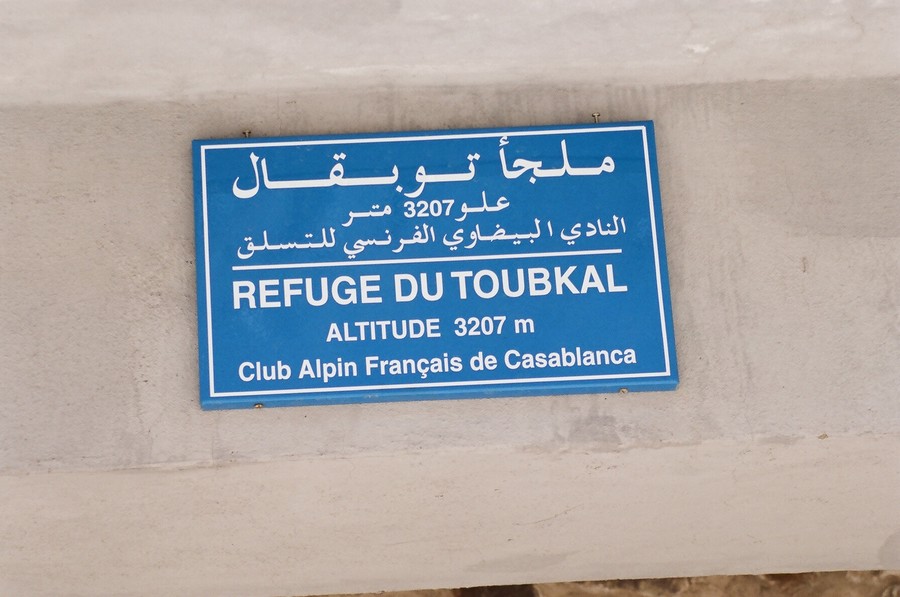 ملجأ توبقال
علو 3207 متر
النادي البيضاوي الفرنسي للتسلق
REFUGE DU TOUBKAL
ALTITUDE 3207 m
Club Alpin Français de Casablanca